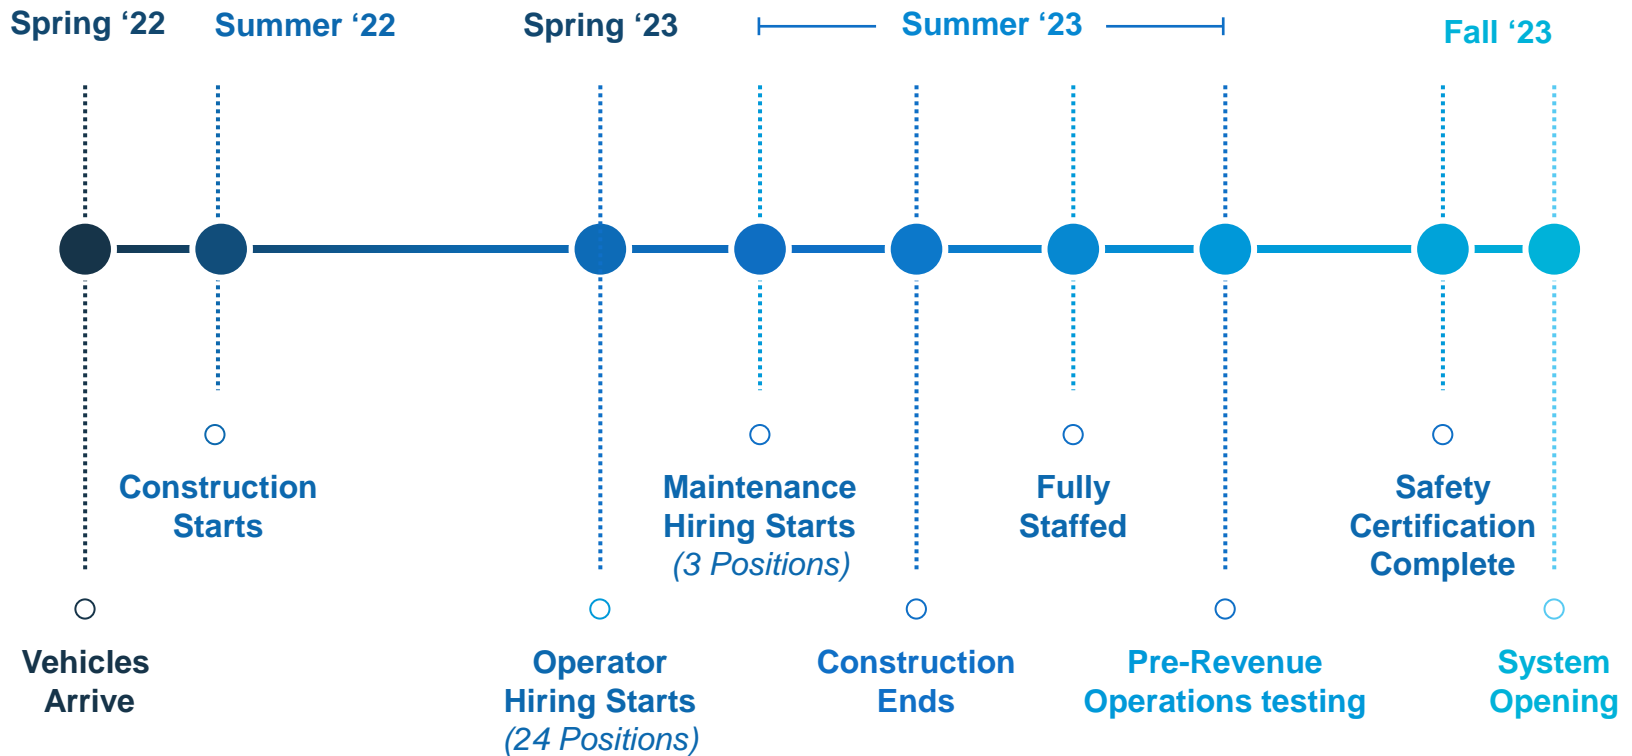 Spring ‘22
Summer ‘22
Spring ‘23
Summer ‘23
Fall ‘23
Construction
Starts
Maintenance
Hiring Starts
(3 Positions)
Fully
Staffed
Safety
Certification
Complete
Vehicles
Arrive
Operator
Hiring Starts
(24 Positions)
Construction
Ends
Pre-Revenue
Operations testing
System
Opening